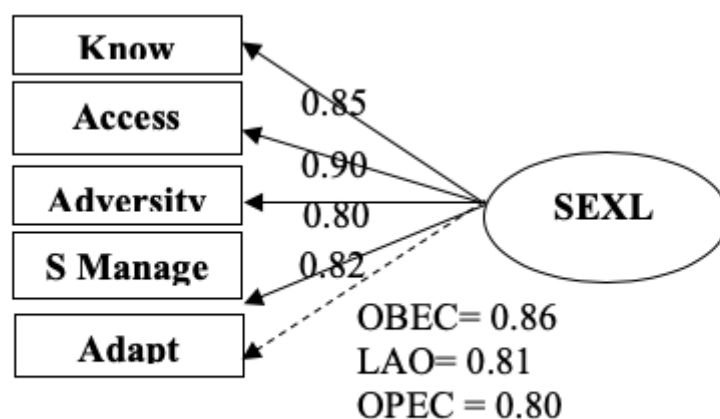 Know
0.85
Access
0.90
Adversity
0.80
SEXL
S Manage
0.82
Adapt
OBEC= 0.86
LAO= 0.81
OPEC = 0.80